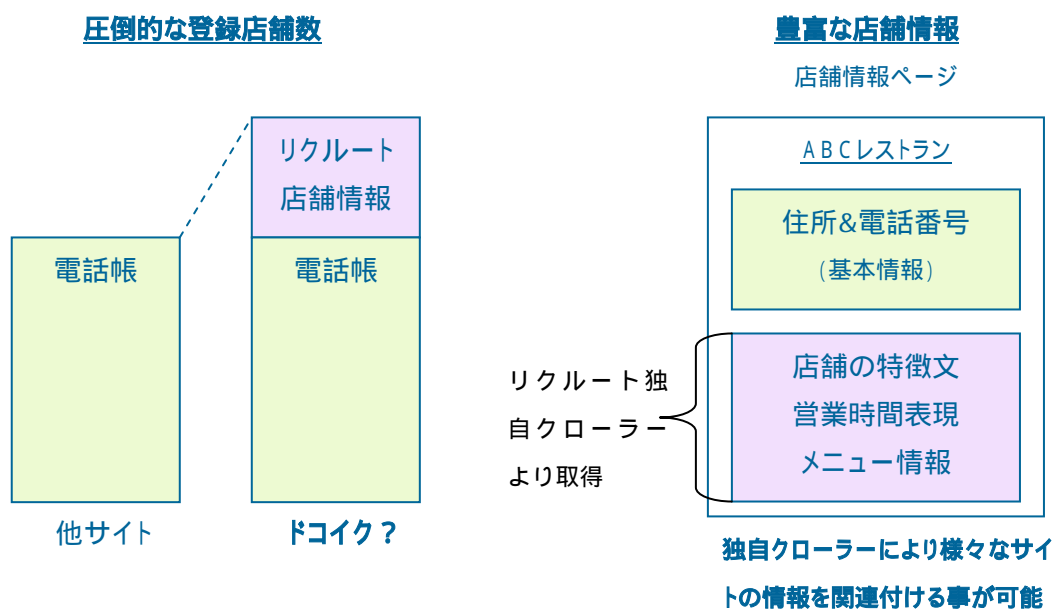 圧倒的な登録店舗数
リクルート
店舗情報
電話帳
電話帳
他サイト
ドコイク?
豊富な店舗情報
店舗情報ページ
ABCレストラン
住所&電話番号
(基本情報)
店舗の特徴文
営業時間表現
メニュー情報
リクルート独
自クローラー
より取得
独自クローラーにより様々なサイ
トの情報を関連付ける事が可能